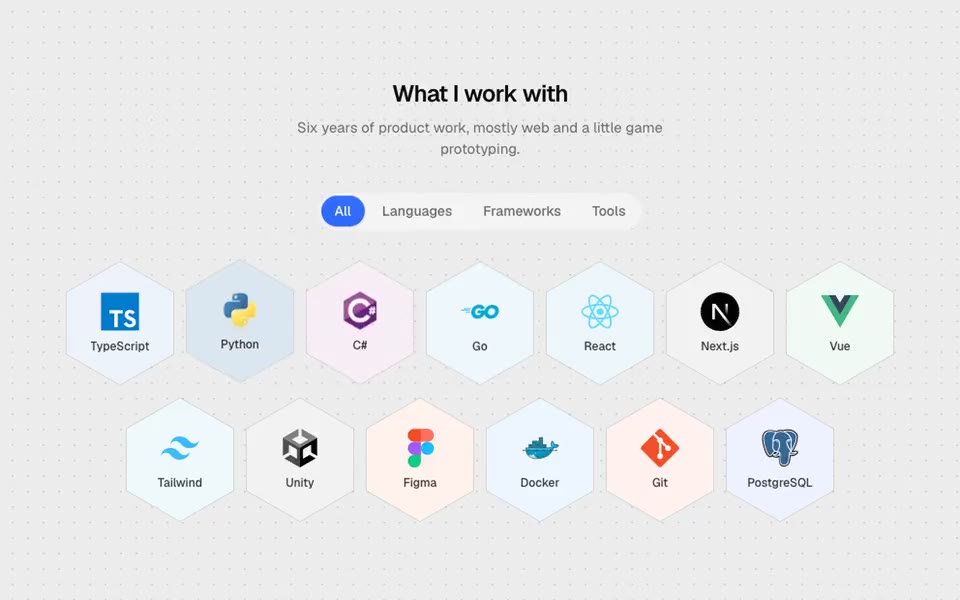 What I work with
Six years of product work, mostly web and a little game
prototyping.
All Languages Frameworks Tools
TS GO N
TypeScript Python C# Go React Next.js Vue
Tailwind Unity Figma Docker Git PostgreSQL